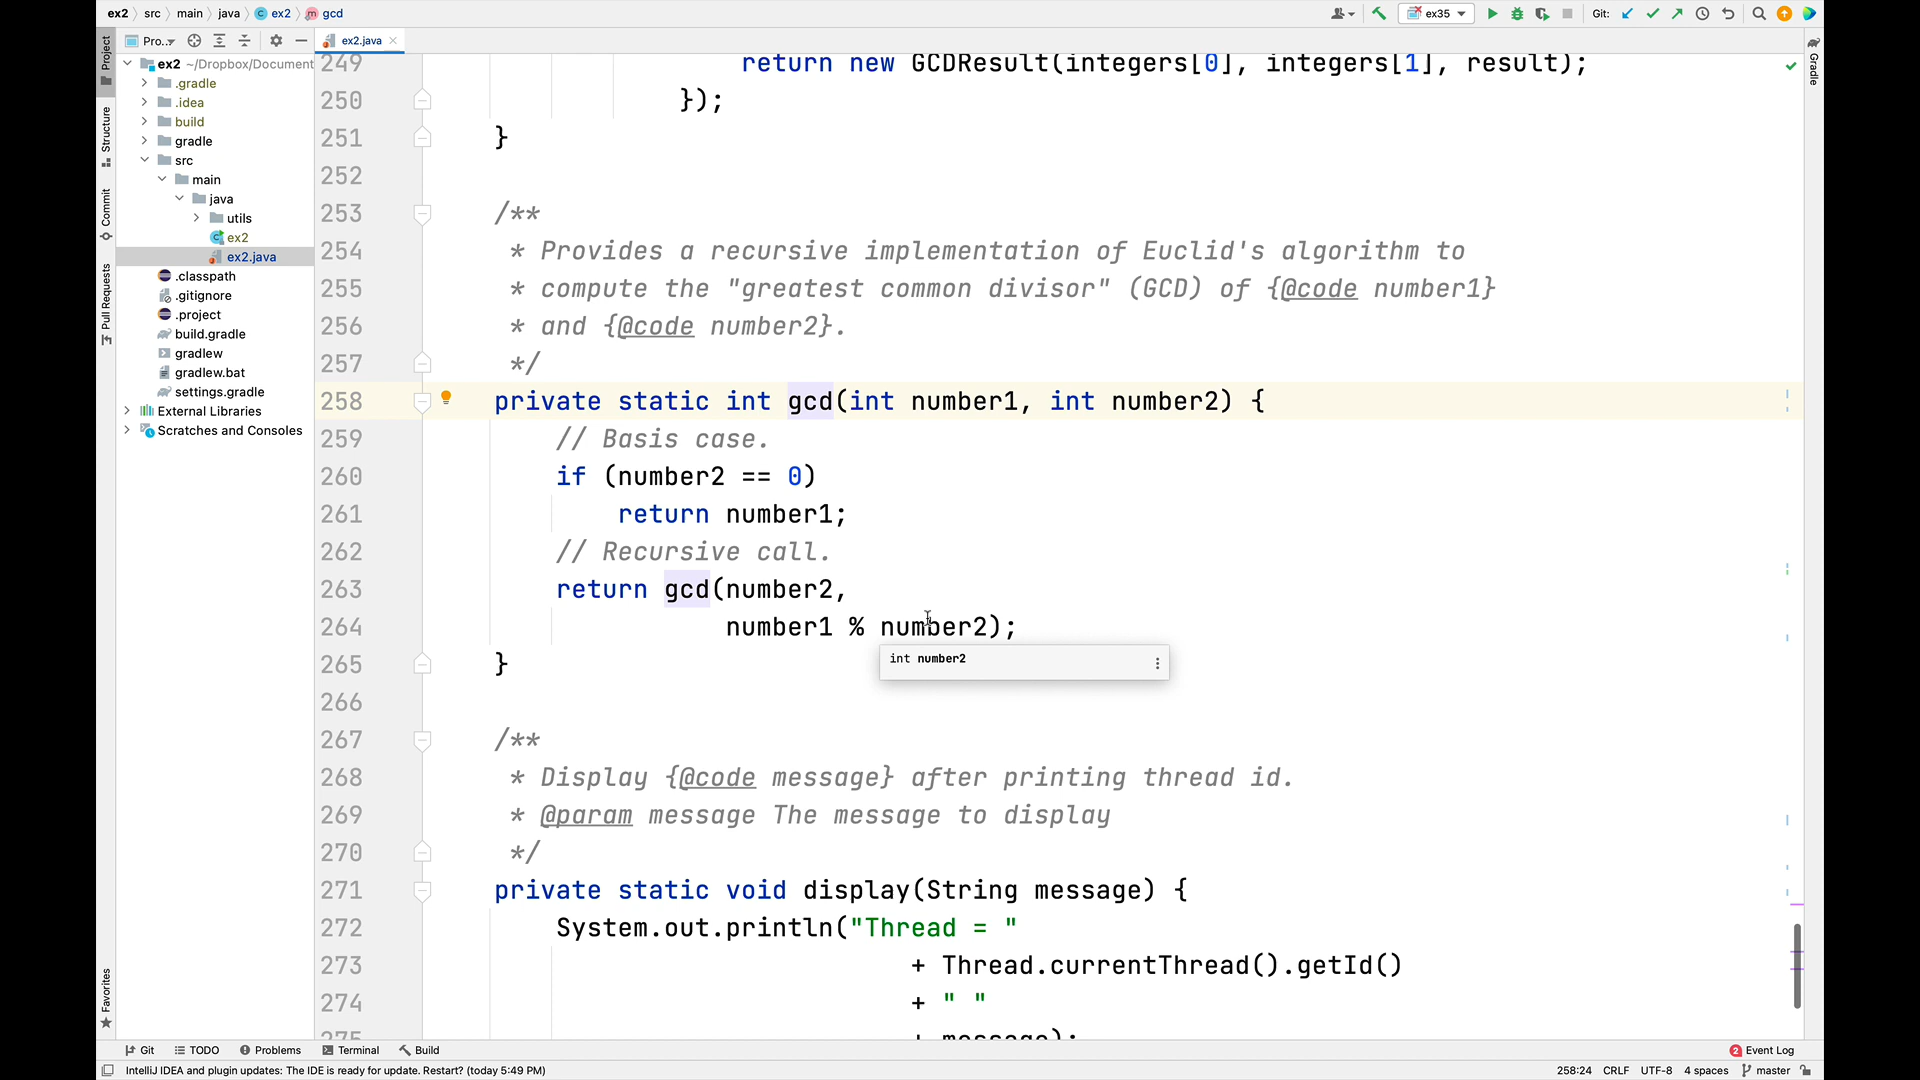 ex2 src main java ex2 gcd
ex35
Git:
Pro...
ex2.java
Project
Structure
Commit
Pull Requests
Favorites
Gradle
ex2 ~/Dropbox/Document
.gradle
.idea
build
gradle
src
main
java
utils
ex2
ex2.java
.classpath
.gitignore
.project
build.gradle
gradlew
gradlew.bat
settings.gradle
External Libraries
Scratches and Consoles
249 return new GCDResult(integers[0], integers[1], result);
250 });
251 }
252
253 /**
254 * Provides a recursive implementation of Euclid's algorithm to
255 * compute the "greatest common divisor" (GCD) of {@code number1}
256 * and {@code number2}.
257 */
258 private static int gcd(int number1, int number2) {
259 // Basis case.
260 if (number2 == 0)
261 return number1;
262 // Recursive call.
263 return gcd(number2,
264 number1 % number2);
int number2
265 }
266
267 /**
268 * Display {@code message} after printing thread id.
269 * @param message The message to display
270 */
271 private static void display(String message) {
272 System.out.println("Thread = "
273 + Thread.currentThread().getId()
274 + " "
275 + message);
Git TODO Problems Terminal Build
2 Event Log
IntelliJ IDEA and plugin updates: The IDE is ready for update. Restart? (today 5:49 PM)
258:24 CRLF UTF-8 4 spaces master